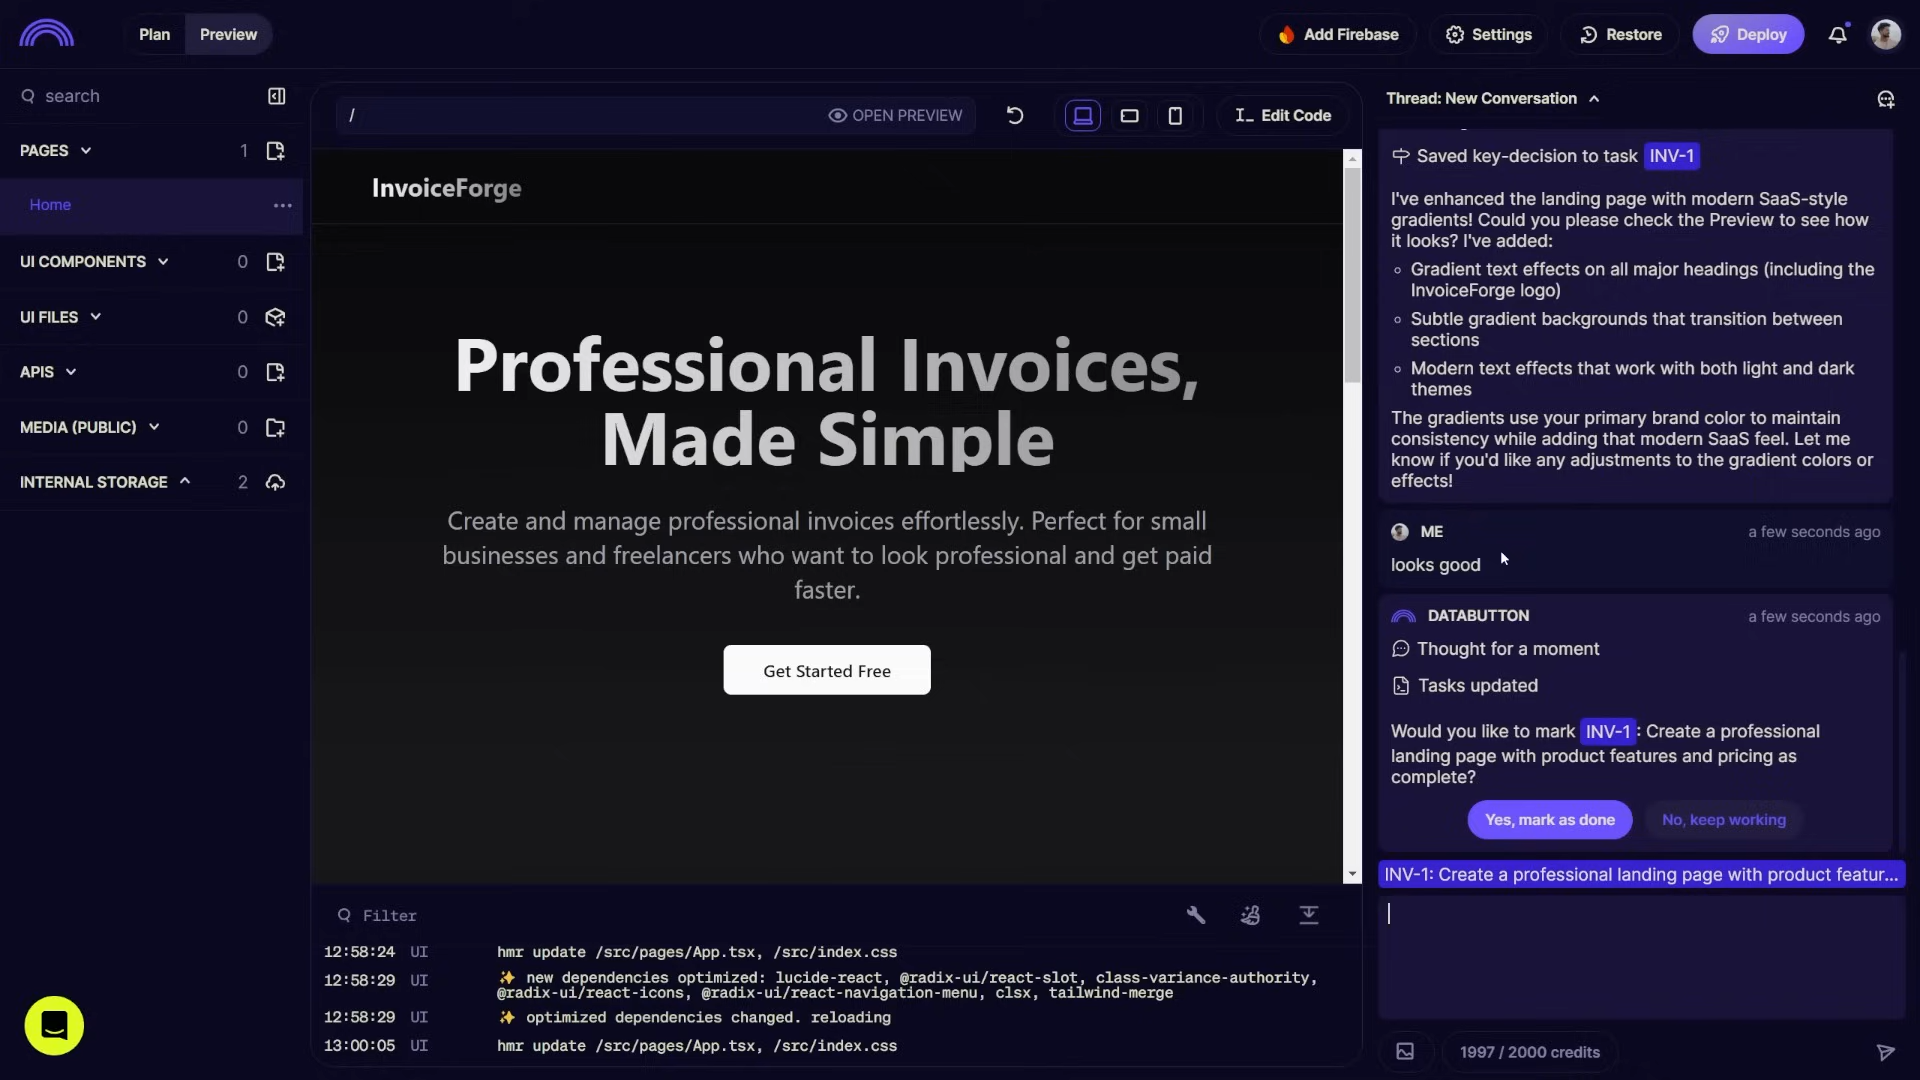 Plan
Preview
Add Firebase
Settings
Restore
Deploy
search
PAGES
1
Home
UI COMPONENTS
0
UI FILES
0
APIS
0
MEDIA (PUBLIC)
0
INTERNAL STORAGE
2
/
OPEN PREVIEW
Edit Code
InvoiceForge
Professional Invoices,
Made Simple
Create and manage professional invoices effortlessly. Perfect for small
businesses and freelancers who want to look professional and get paid
faster.
Get Started Free
Filter
12:58:24 UI hmr update /src/pages/App.tsx, /src/index.css
12:58:29 UI ✨ new dependencies optimized: lucide-react, @radix-ui/react-slot, class-variance-authority,
@radix-ui/react-icons, @radix-ui/react-navigation-menu, clsx, tailwind-merge
12:58:29 UI ✨ optimized dependencies changed. reloading
13:00:05 UI hmr update /src/pages/App.tsx, /src/index.css
Thread: New Conversation
Saved key-decision to task INV-1
I've enhanced the landing page with modern SaaS-style
gradients! Could you please check the Preview to see how
it looks? I've added:
Gradient text effects on all major headings (including the
InvoiceForge logo)
Subtle gradient backgrounds that transition between
sections
Modern text effects that work with both light and dark
themes
The gradients use your primary brand color to maintain
consistency while adding that modern SaaS feel. Let me
know if you'd like any adjustments to the gradient colors or
effects!
ME
a few seconds ago
looks good
DATABUTTON
a few seconds ago
Thought for a moment
Tasks updated
Would you like to mark INV-1: Create a professional
landing page with product features and pricing as
complete?
Yes, mark as done
No, keep working
INV-1: Create a professional landing page with product featur...
1997 / 2000 credits